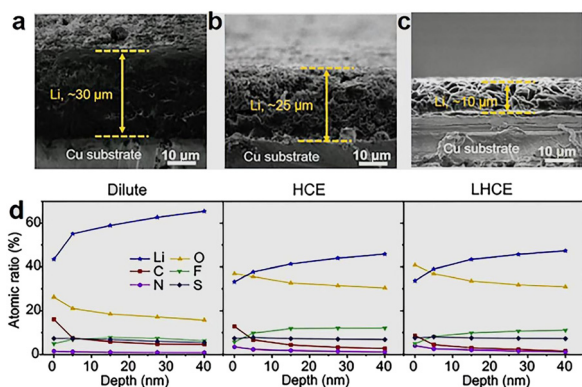 a
b
c
Li, ~30 μm
Li, ~25 μm
Li, ~10 μm
Cu substrate
10 μm
Cu substrate
10 μm
Cu substrate
10 μm
d
Dilute
HCE
LHCE
Atomic ratio (%)
60
40
20
0
Li
O
C
F
N
S
0 10 20 30 40
0 10 20 30 40
0 10 20 30 40
Depth (nm)
Depth (nm)
Depth (nm)